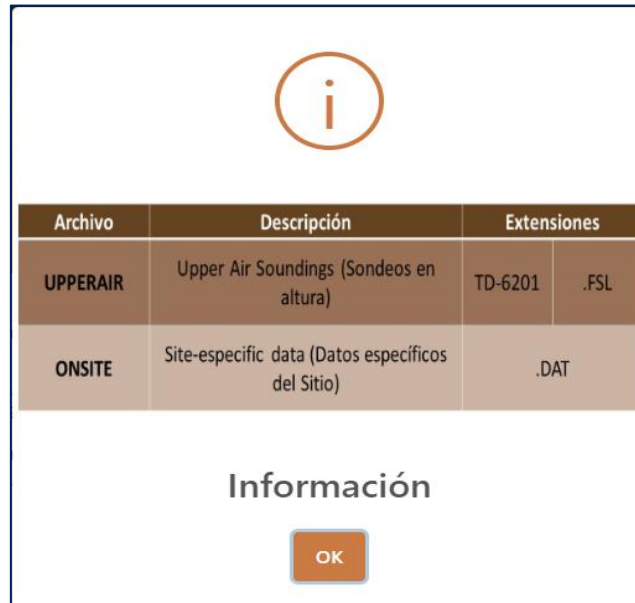 i
Archivo Descripción Extensiones
UPPERAIR Upper Air Soundings (Sondeos en
altura) TD-6201 .FSL
ONSITE Site-especific data (Datos específicos
del Sitio) .DAT
Información
OK